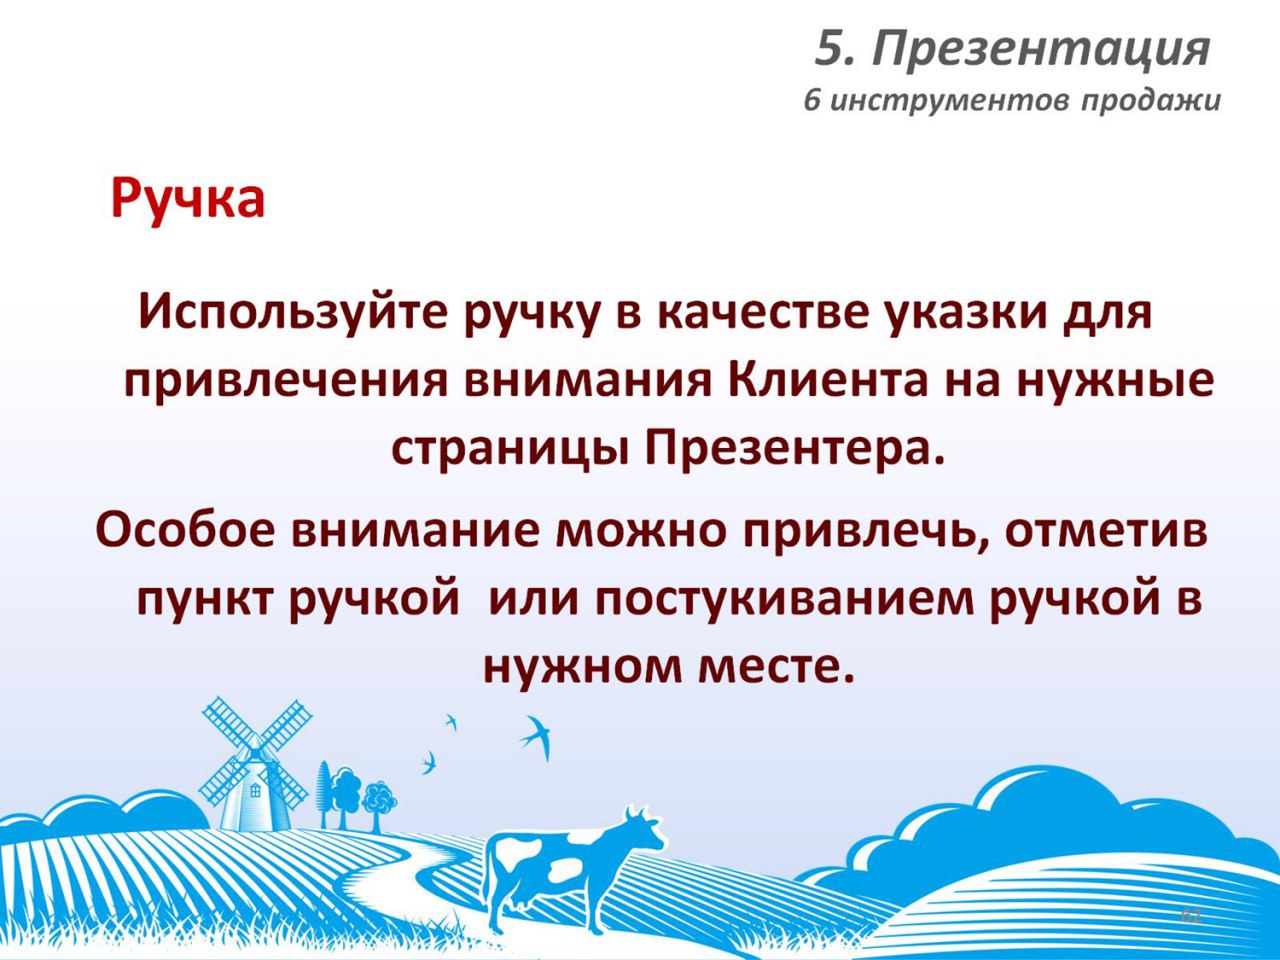 5. Презентация
6 инструментов продажи
Ручка
Используйте ручку в качестве указки для
привлечения внимания Клиента на нужные
страницы Презентера.
Особое внимание можно привлечь, отметив
пункт ручкой  или постукиванием ручкой в
нужном месте.
62